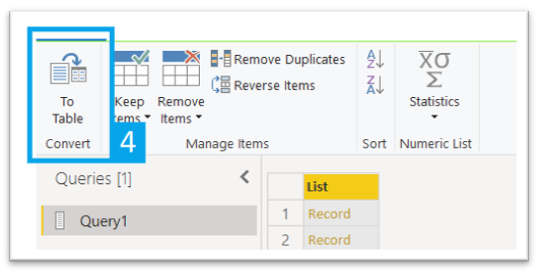 To
Table
Convert
4
Keep
Items
Remove
Items
Remove Duplicates
Reverse Items
Manage Items
A
Z
Z
A
Sort
X̅σ
Σ
Statistics
Numeric List
Queries [1]
Query1
List
1 Record
2 Record